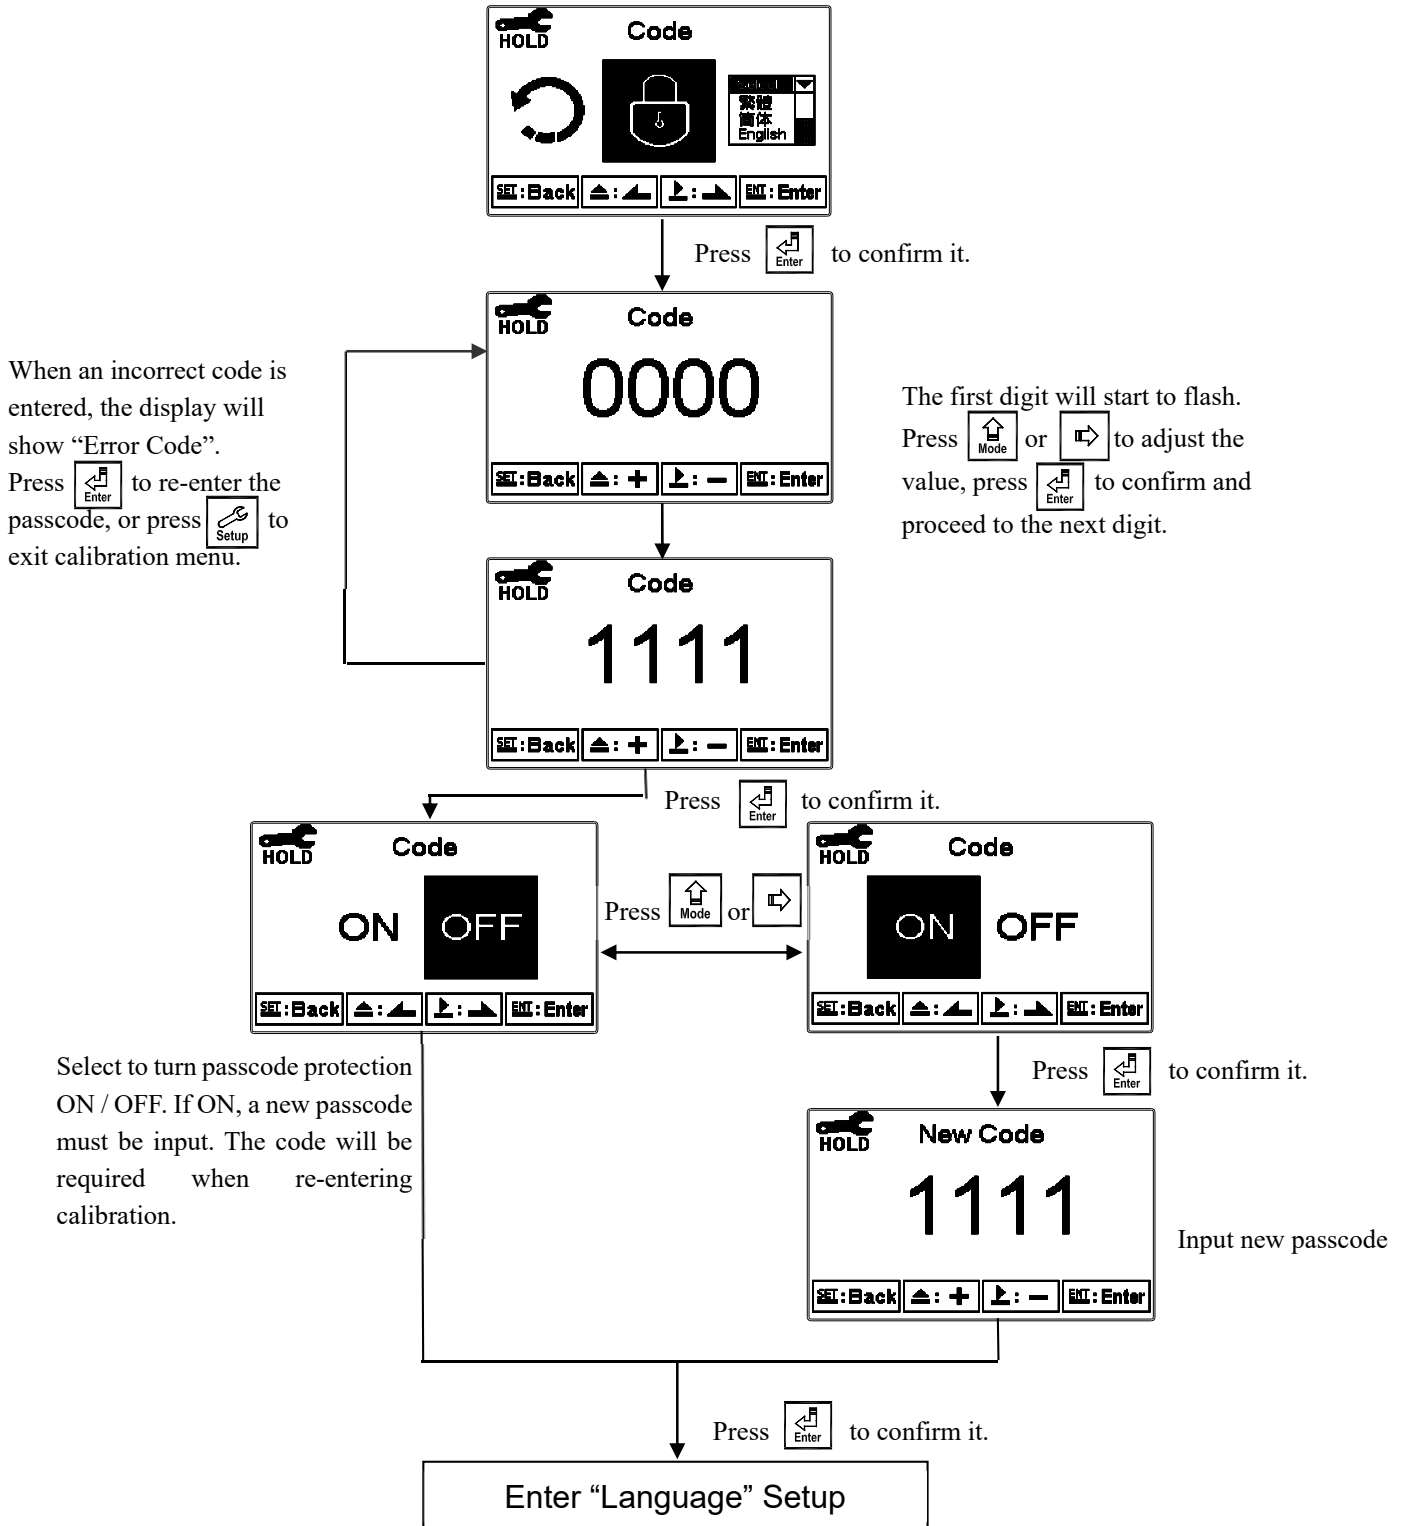 HOLD
Code
繁體
简体
English
SET:Back
:
:
ENT:Enter
Press Enter to confirm it.
HOLD
Code
0000
SET:Back
: +
: −
ENT:Enter
When an incorrect code is
entered, the display will
show “Error Code”.
Press Enter to re-enter the
passcode, or press Setup to
exit calibration menu.
The first digit will start to flash.
Press Mode or to adjust the
value, press Enter to confirm and
proceed to the next digit.
HOLD
Code
1111
SET:Back
: +
: −
ENT:Enter
Press Enter to confirm it.
HOLD
Code
ON OFF
SET:Back
:
:
ENT:Enter
Press Mode or
HOLD
Code
ON OFF
SET:Back
:
:
ENT:Enter
Select to turn passcode protection
ON / OFF. If ON, a new passcode
must be input. The code will be
required when re-entering
calibration.
Press Enter to confirm it.
HOLD
New Code
1111
SET:Back
: +
: −
ENT:Enter
Input new passcode
Press Enter to confirm it.
Enter “Language” Setup